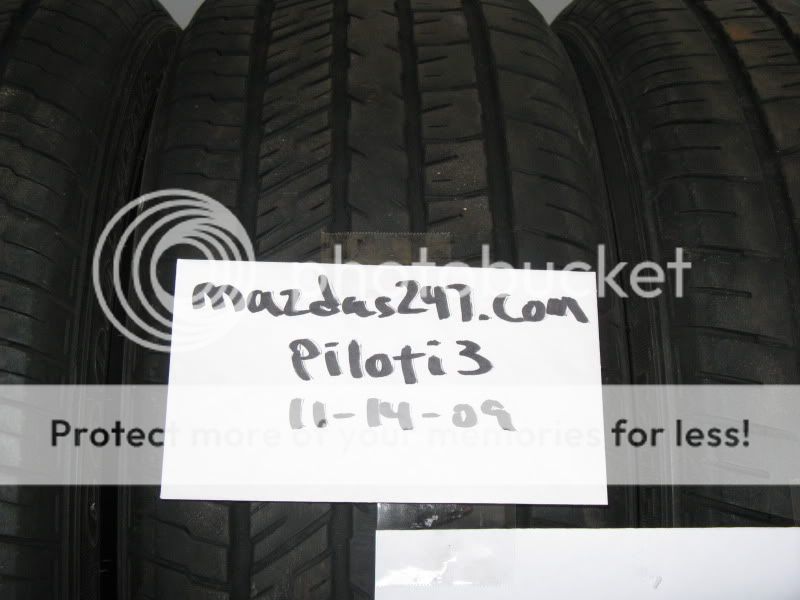 photobucket
mazdas247.com
Piloti3
11-14-09
Protect more of your memories for less!